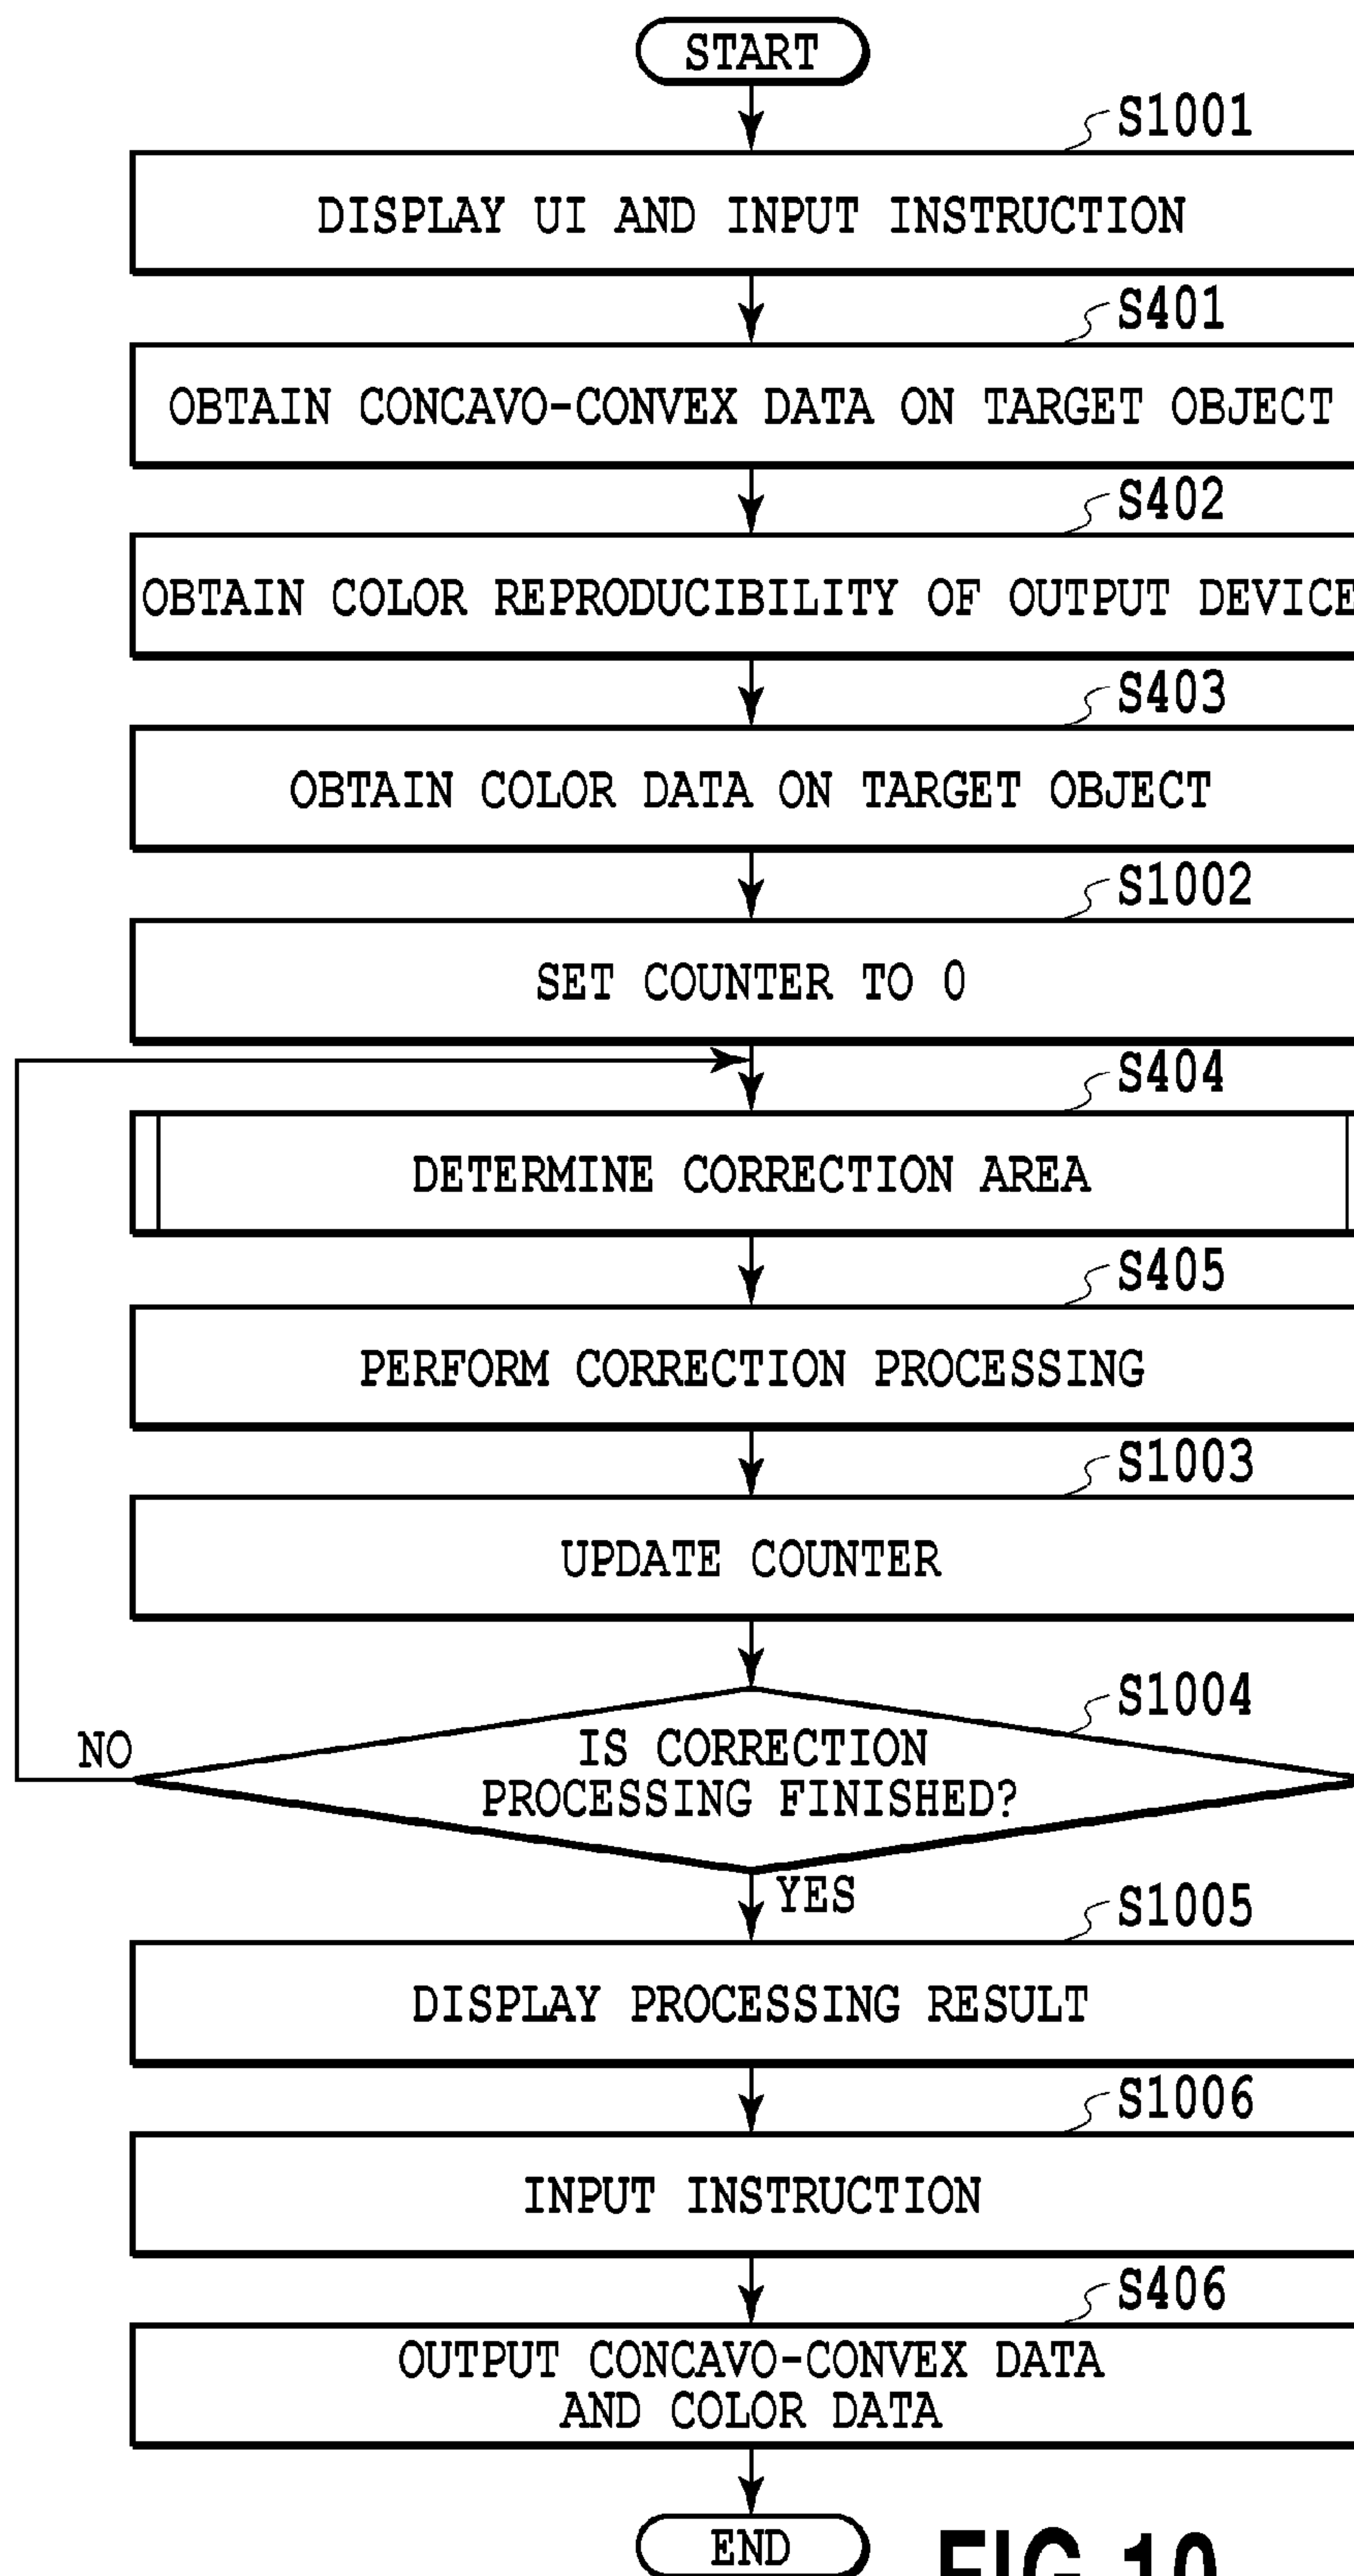 START
S1001
DISPLAY UI AND INPUT INSTRUCTION
S401
OBTAIN CONCAVO-CONVEX DATA ON TARGET OBJECT
S402
OBTAIN COLOR REPRODUCIBILITY OF OUTPUT DEVICE
S403
OBTAIN COLOR DATA ON TARGET OBJECT
S1002
SET COUNTER TO 0
S404
DETERMINE CORRECTION AREA
S405
PERFORM CORRECTION PROCESSING
S1003
UPDATE COUNTER
S1004
NO
IS CORRECTION
PROCESSING FINISHED?
YES
S1005
DISPLAY PROCESSING RESULT
S1006
INPUT INSTRUCTION
S406
OUTPUT CONCAVO-CONVEX DATA
AND COLOR DATA
END
FIG.10